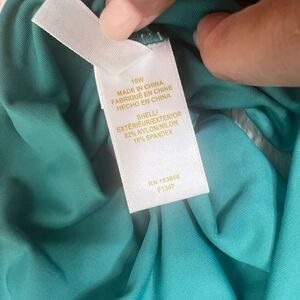 18W
MADE IN CHINA
FABRIQUÉ EN CHINE
HECHO EN CHINA
SHELL/
EXTÉRIEUR/EXTERIOR
82% NYLON/NILON
18% SPANDEX
RN 103858
F1347